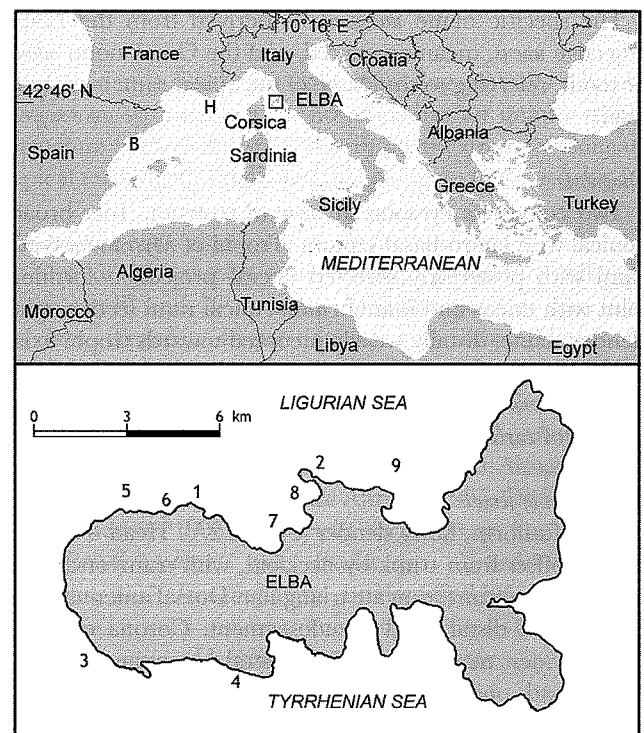 10°16' E
France
Italy
Croatia
42°46' N
H
ELBA
Corsica
B
Albania
Spain
Sardinia
Greece
Turkey
Sicily
Algeria
MEDITERRANEAN
Morocco
Tunisia
Libya
Egypt
LIGURIAN SEA
0 3 6 km
2
9
5 6 1
8
7
ELBA
3
4
TYRRHENIAN SEA